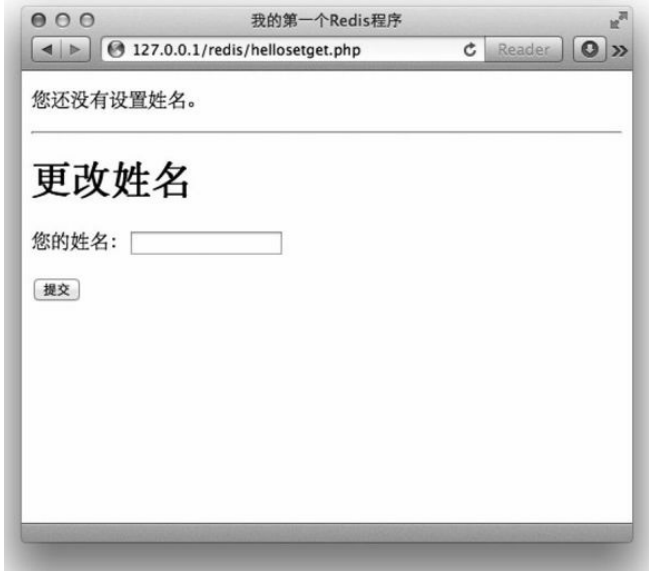 我的第一个Redis程序
127.0.0.1/redis/hellosetget.php
Reader
您还没有设置姓名。
更改姓名
您的姓名：
提交